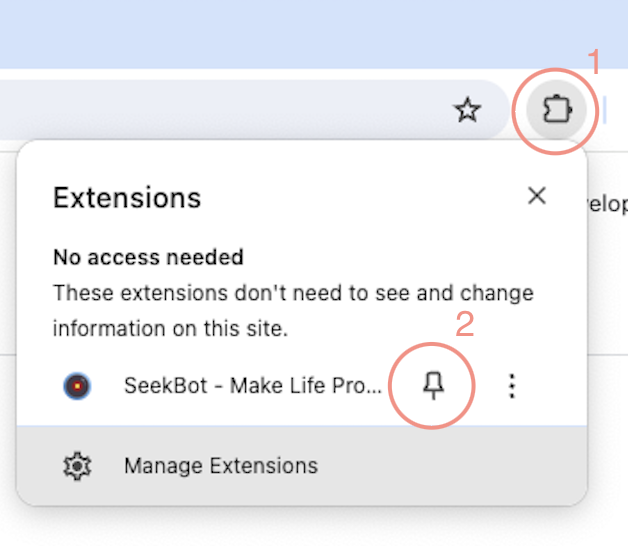 1
Extensions
elop
No access needed
These extensions don't need to see and change
information on this site.
2
SeekBot - Make Life Pro...
Manage Extensions